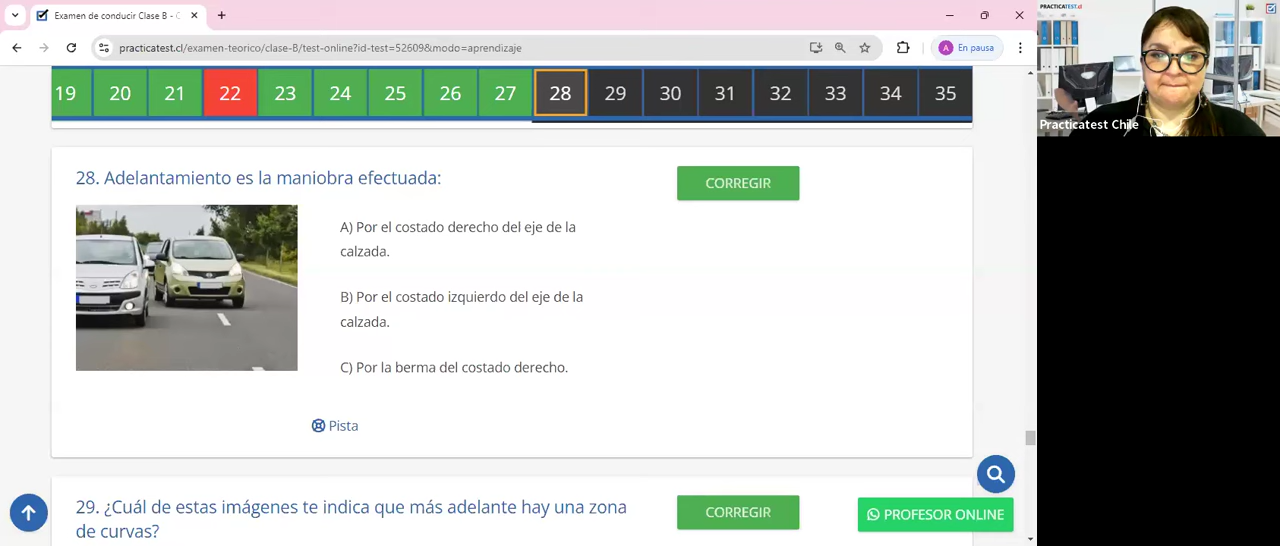 Examen de conducir Clase B - C
practicatest.cl/examen-teorico/clase-B/test-online?id-test=52609&modo=aprendizaje
A En pausa
PRACTICATEST.cl
Practicatest Chile
19 20 21 22 23 24 25 26 27 28 29 30 31 32 33 34 35
28. Adelantamiento es la maniobra efectuada:
CORREGIR
A) Por el costado derecho del eje de la
calzada.
B) Por el costado izquierdo del eje de la
calzada.
C) Por la berma del costado derecho.
Pista
29. ¿Cuál de estas imágenes te indica que más adelante hay una zona
de curvas?
CORREGIR
PROFESOR ONLINE